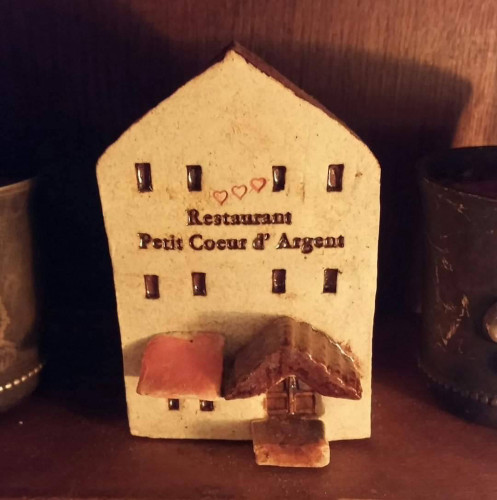 Restaurant
Petit Coeur d' Argent